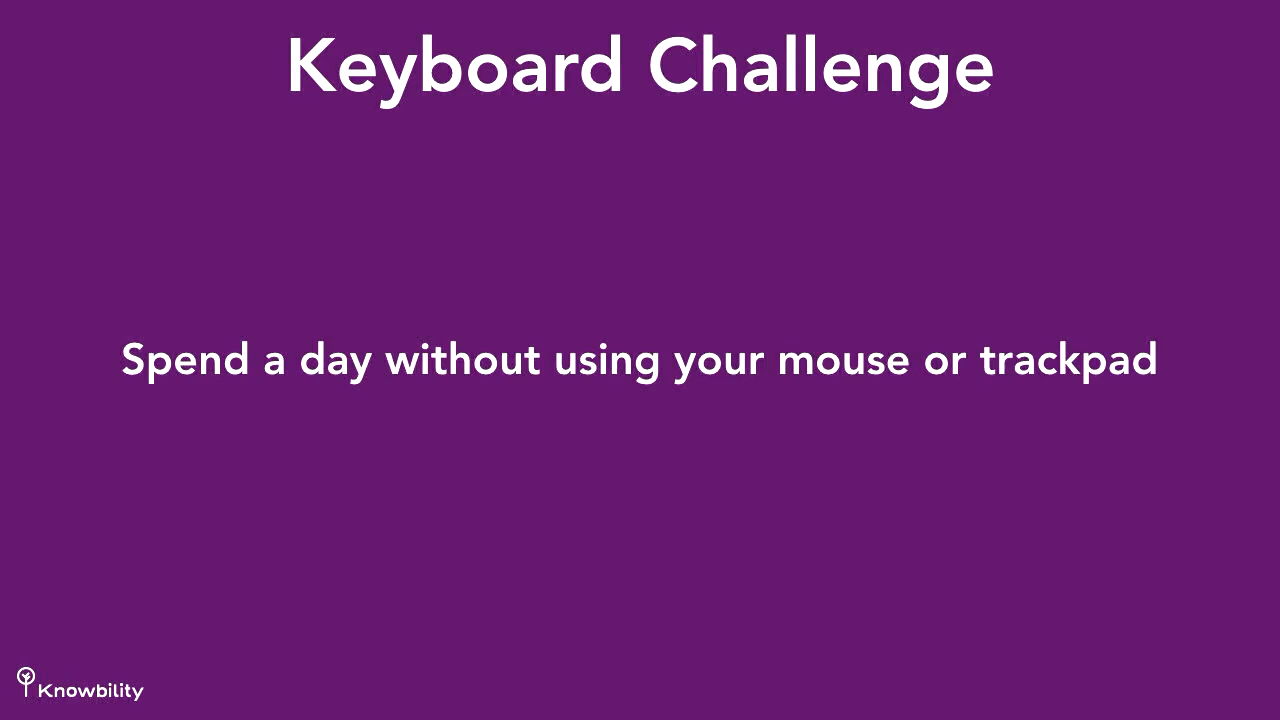 Keyboard Challenge
Spend a day without using your mouse or trackpad
Knowbility